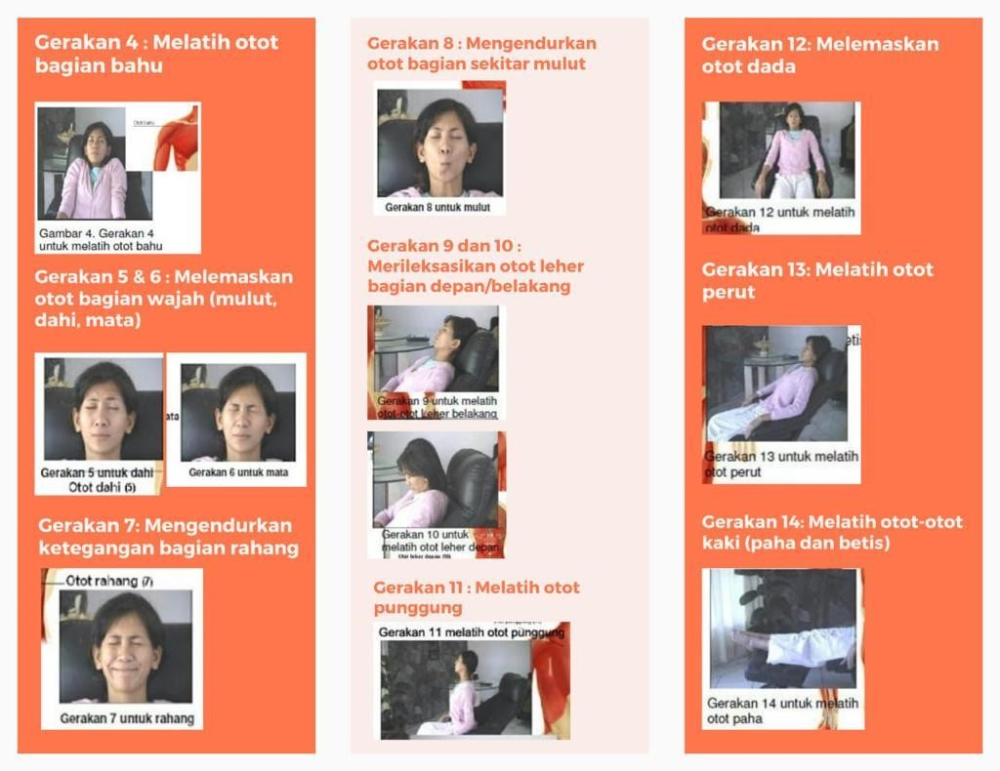 Gerakan 4 : Melatih otot
bagian bahu
Otot bahu
Gambar 4. Gerakan 4
untuk melatih otot bahu
Gerakan 5 & 6 : Melemaskan
otot bagian wajah (mulut,
dahi, mata)
Gerakan 5 untuk dahi
Otot dahi (5)
ata
Gerakan 6 untuk mata
Gerakan 7: Mengendurkan
ketegangan bagian rahang
Otot rahang (7)
Gerakan 7 untuk rahang
Gerakan 8 : Mengendurkan
otot bagian sekitar mulut
Gerakan 8 untuk mulut
Gerakan 9 dan 10 :
Merileksasikan otot leher
bagian depan/belakang
Gerakan 9 untuk melatih
otot-otot Leher belakang
Gerakan 10 untuk
melatih otot leher depan
Otot leher depan (10)
Gerakan 11 : Melatih otot
punggung
Gerakan 11 melatih otot punggung
Gerakan 12: Melemaskan
otot dada
Gerakan 12 untuk melatih
otot dada
Gerakan 13: Melatih otot
perut
etis
Gerakan 13 untuk melatih
otot perut
Gerakan 14: Melatih otot-otot
kaki (paha dan betis)
Gerakan 14 untuk melatih
otot paha